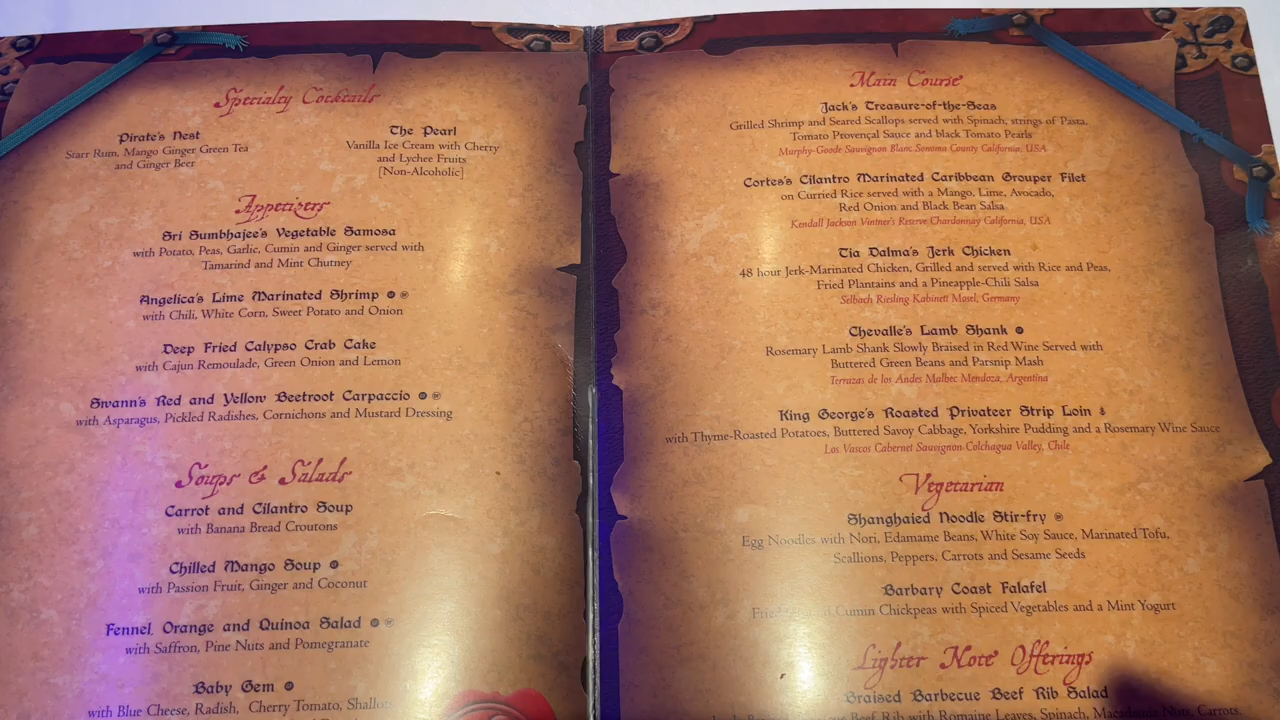 Specialty Cocktails
Pirate's Nest
Starr Rum, Mango Ginger Green Tea
and Ginger Beer
The Pearl
Vanilla Ice Cream with Cherry
and Lychee Fruits
[Non-Alcoholic]
Appetizers
Sri Sumbhajee's Vegetable Samosa
with Potato, Peas, Garlic, Cumin and Ginger served with
Tamarind and Mint Chutney
Angelica's Lime Marinated Shrimp
with Chili, White Corn, Sweet Potato and Onion
Deep Fried Calypso Crab Cake
with Cajun Remoulade, Green Onion and Lemon
Swann's Red and Yellow Beetroot Carpaccio
with Asparagus, Pickled Radishes, Cornichons and Mustard Dressing
Soups & Salads
Carrot and Cilantro Soup
with Banana Bread Croutons
Chilled Mango Soup
with Passion Fruit, Ginger and Coconut
Fennel, Orange and Quinoa Salad
with Saffron, Pine Nuts and Pomegranate
Baby Gem
with Blue Cheese, Radish, Cherry Tomato, Shallots
Main Course
Jack's Treasure-of-the-Seas
Grilled Shrimp and Seared Scallops served with Spinach, strings of Pasta,
Tomato Provençal Sauce and black Tomato Pearls
Murphy-Goode Sauvignon Blanc Sonoma County California, USA
Cortes's Cilantro Marinated Caribbean Grouper Filet
on Curried Rice served with a Mango, Lime, Avocado,
Red Onion and Black Bean Salsa
Kendall Jackson Vintner's Reserve Chardonnay California, USA
Tia Dalma's Jerk Chicken
48 hour Jerk-Marinated Chicken, Grilled and served with Rice and Peas,
Fried Plantains and a Pineapple-Chili Salsa
Selbach Riesling Kabinett Mosel, Germany
Chevalle's Lamb Shank
Rosemary Lamb Shank Slowly Braised in Red Wine Served with
Buttered Green Beans and Parsnip Mash
Terrazas de los Andes Malbec Mendoza, Argentina
King George's Roasted Privateer Strip Loin
with Thyme-Roasted Potatoes, Buttered Savoy Cabbage, Yorkshire Pudding and a Rosemary Wine Sauce
Los Vascos Cabernet Sauvignon Colchagua Valley, Chile
Vegetarian
Shanghaied Noodle Stir-fry
Egg Noodles with Nori, Edamame Beans, White Soy Sauce, Marinated Tofu,
Scallions, Peppers, Carrots and Sesame Seeds
Barbary Coast Falafel
Cumin Chickpeas with Spiced Vegetables and a Mint Yogurt
Lighter Note Offerings
Braised Barbecue Beef Rib Salad
Beef Rib with Romaine Leaves, Spinach, Macadamia Nuts, Carrots,